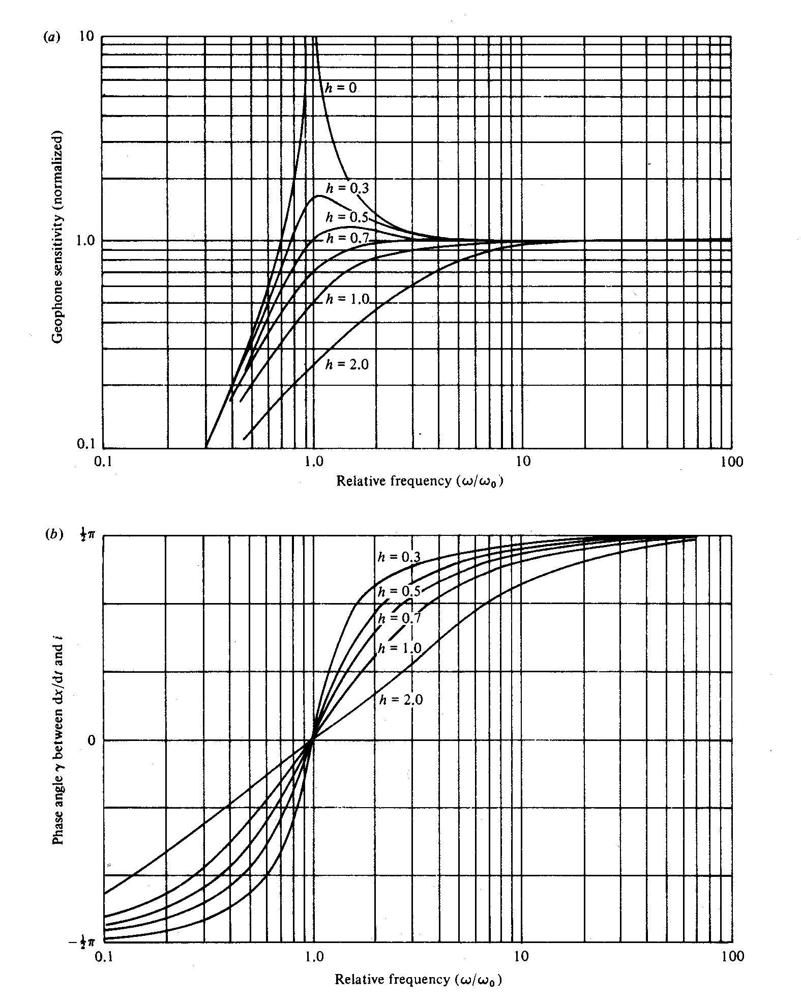 (a)
10
h = 0
h = 0.3
h = 0.5
1.0
h = 0.7
h = 1.0
h = 2.0
0.1
0.1 1.0 10 100
Geophone sensitivity (normalized)
Relative frequency (ω/ω₀)
(b)
½π
h = 0.3
h = 0.5
h = 0.7
h = 1.0
h = 2.0
0
−½π
0.1 1.0 10 100
Phase angle γ between dx/dt and i
Relative frequency (ω/ω₀)